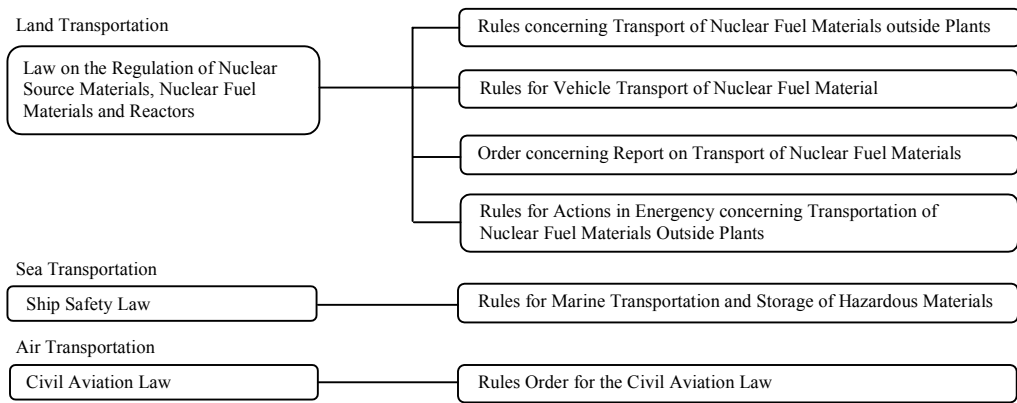 Land Transportation
Law on the Regulation of Nuclear
Source Materials, Nuclear Fuel
Materials and Reactors
Rules concerning Transport of Nuclear Fuel Materials outside Plants
Rules for Vehicle Transport of Nuclear Fuel Material
Order concerning Report on Transport of Nuclear Fuel Materials
Rules for Actions in Energency concerning Transportation of
Nuclear Fuel Materials Outside Plants
Sea Transportation
Ship Safety Law
Rules for Marine Transportation and Storage of Hazardous Materials
Air Transportation
Civil Aviation Law
Rules Order for the Civil Aviation Law